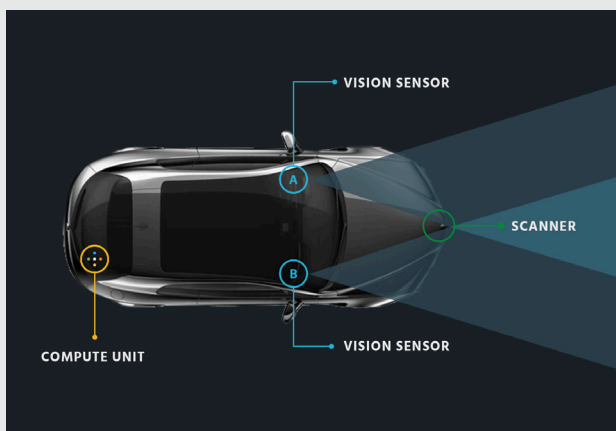 VISION SENSOR
A
SCANNER
B
VISION SENSOR
COMPUTE UNIT